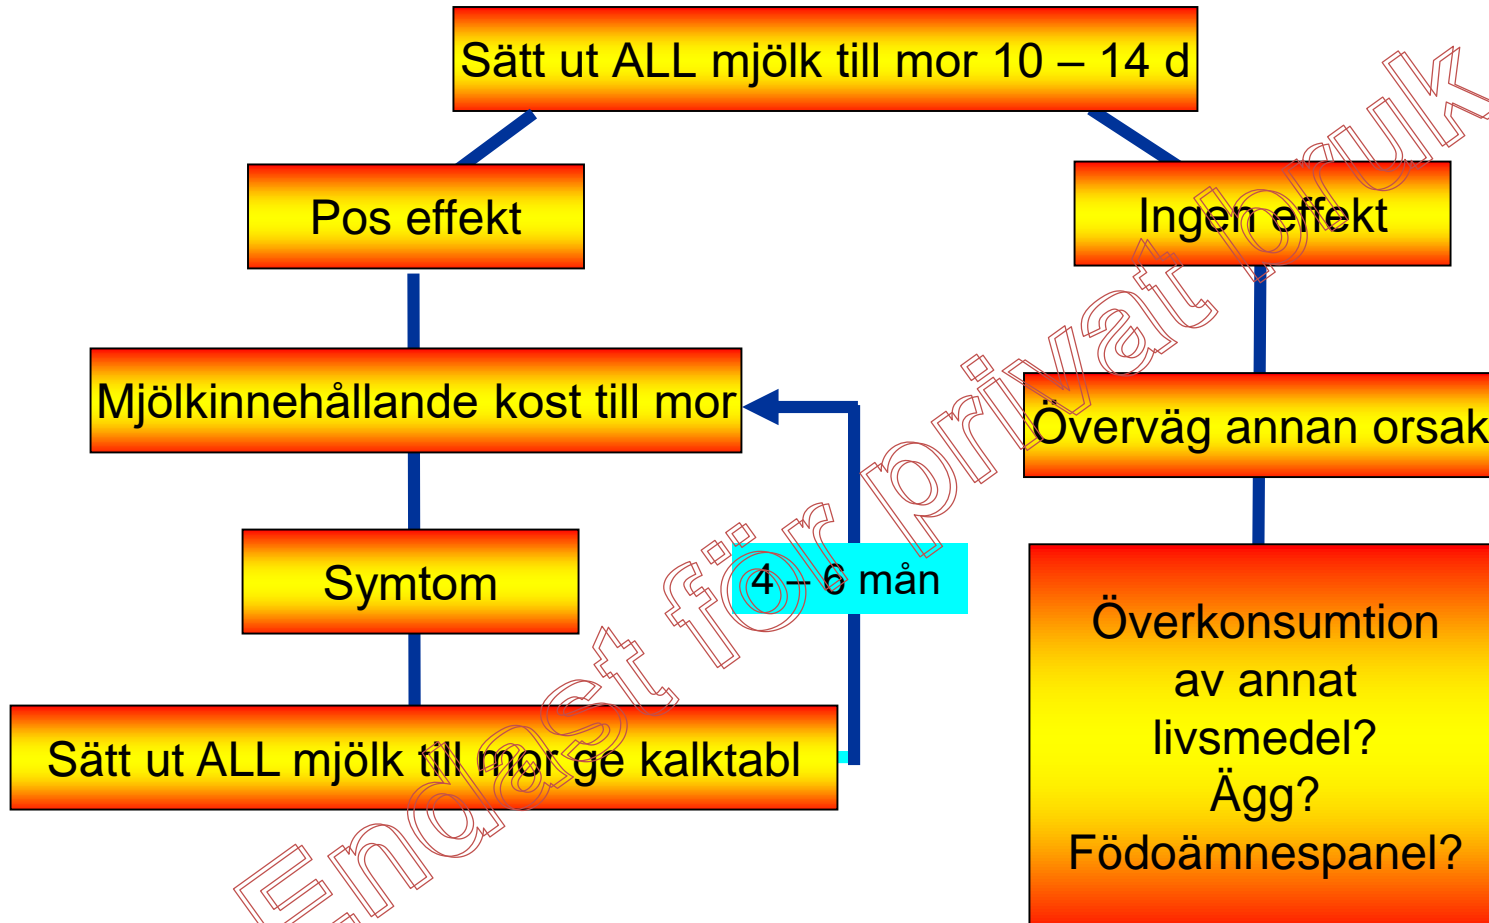 Sätt ut ALL mjölk till mor 10 – 14 d
Pos effekt
Ingen effekt
Mjölkinnehållande kost till mor
Överväg annan orsak
Symtom
4 – 6 mån
Sätt ut ALL mjölk till mor ge kalktabl
Överkonsumtion
av annat
livsmedel?
Ägg?
Födoämnespanel?
Endast för privat bruk